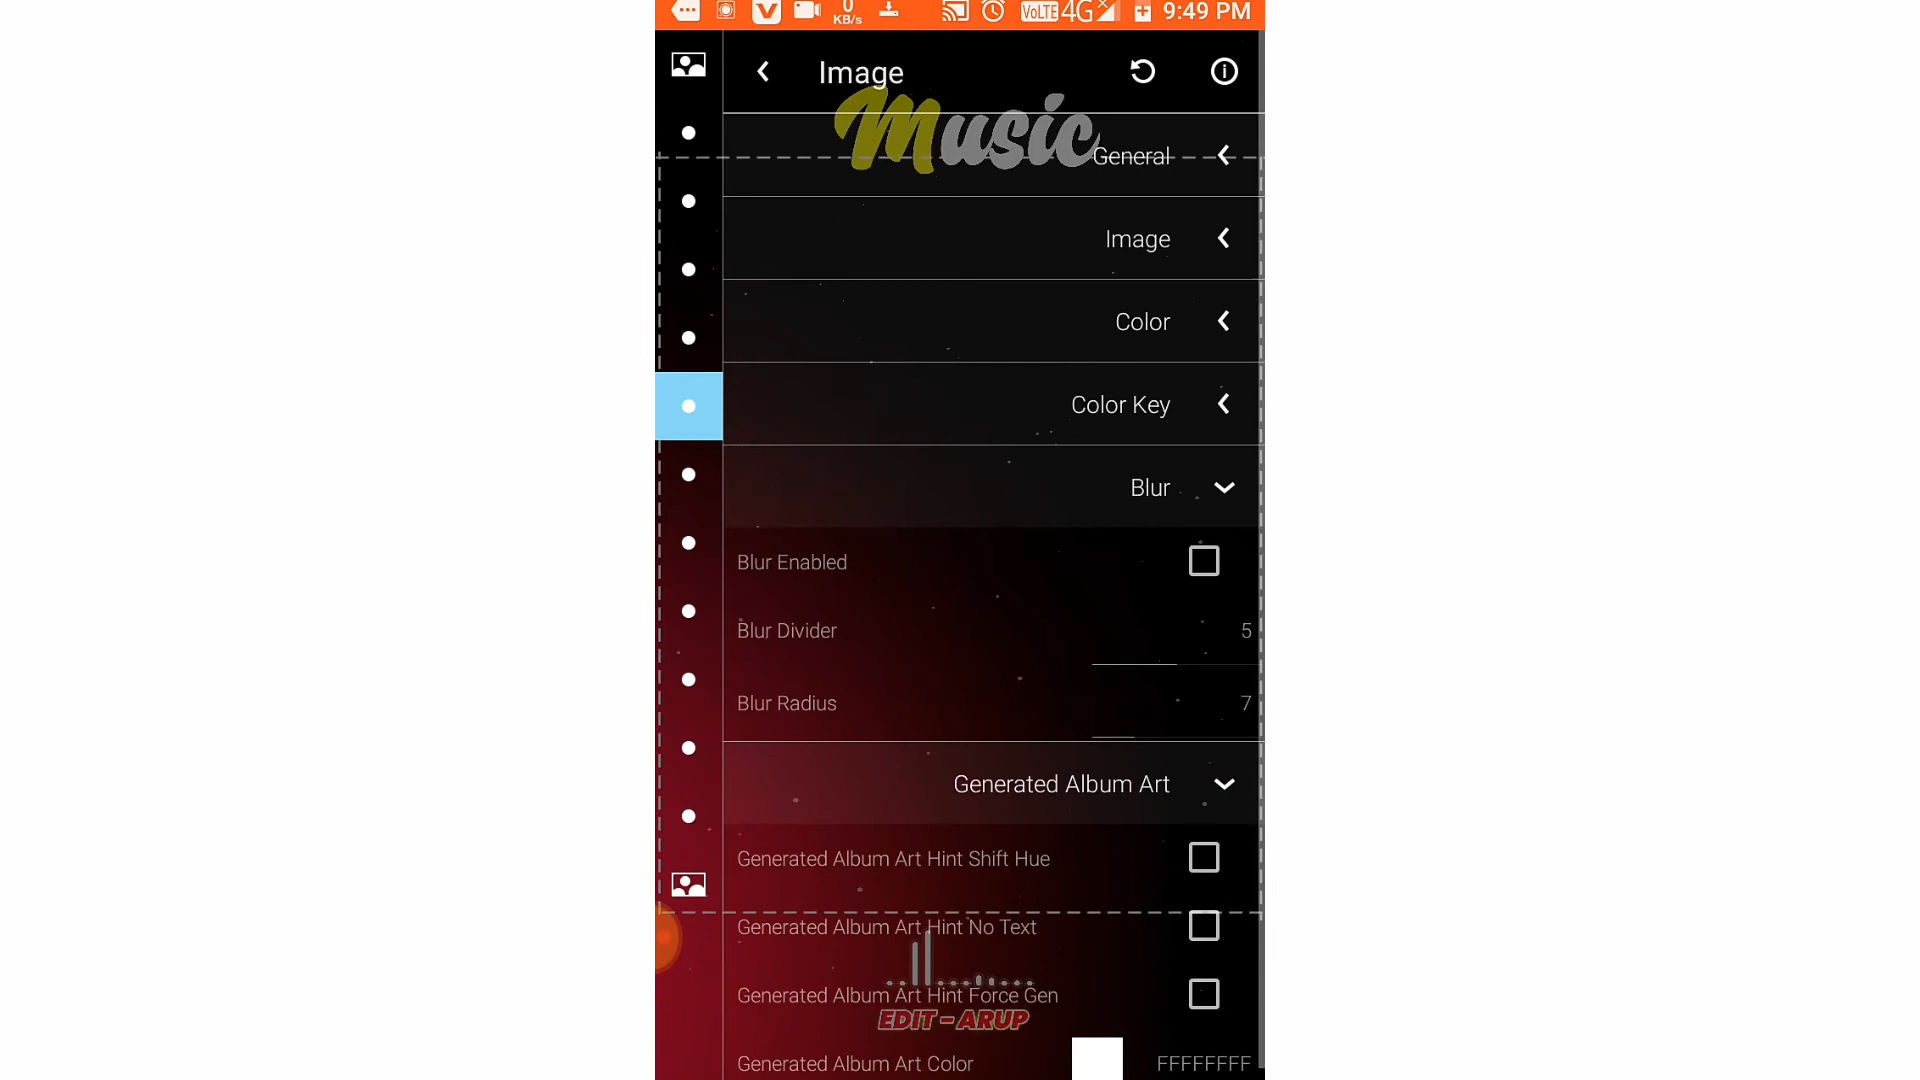 0
KB/s
VoLTE 4G 9:49 PM
Image
Music
General
Image
Color
Color Key
Blur
Blur Enabled
Blur Divider 5
Blur Radius 7
Generated Album Art
Generated Album Art Hint Shift Hue
Generated Album Art Hint No Text
Generated Album Art Hint Force Gen
EDIT - ARUP
Generated Album Art Color FFFFFFFF